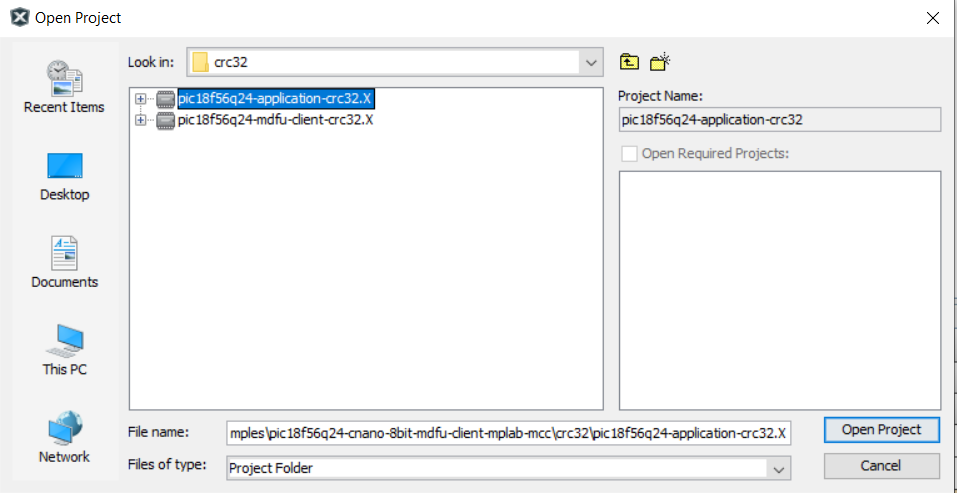 Open Project
Look in: crc32
Recent Items
Desktop
Documents
This PC
Network
pic18f56q24-application-crc32.X
pic18f56q24-mdfu-client-crc32.X
Project Name:
pic18f56q24-application-crc32
Open Required Projects:
File name: mples\pic18f56q24-cnano-8bit-mdfu-client-mplab-mcc\crc32\pic18f56q24-application-crc32.X
Open Project
Files of type: Project Folder
Cancel